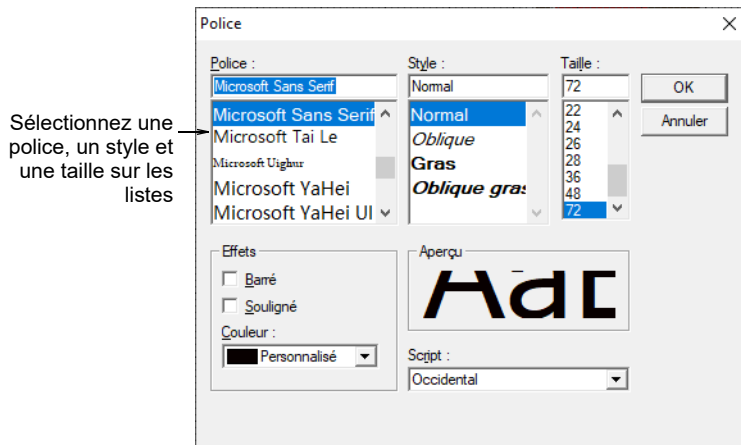 Police
Police :
Style :
Taille :
Microsoft Sans Serif
Normal
72
OK
Annuler
Sélectionnez une
police, un style et
une taille sur les
listes
Microsoft Sans Serif
Microsoft Tai Le
Microsoft Uighur
Microsoft YaHei
Microsoft YaHei UI
Normal
Oblique
Gras
Oblique gras
22
24
26
28
36
48
72
Effets
Barré
Souligné
Couleur :
Personnalisé
Aperçu
Script :
Occidental